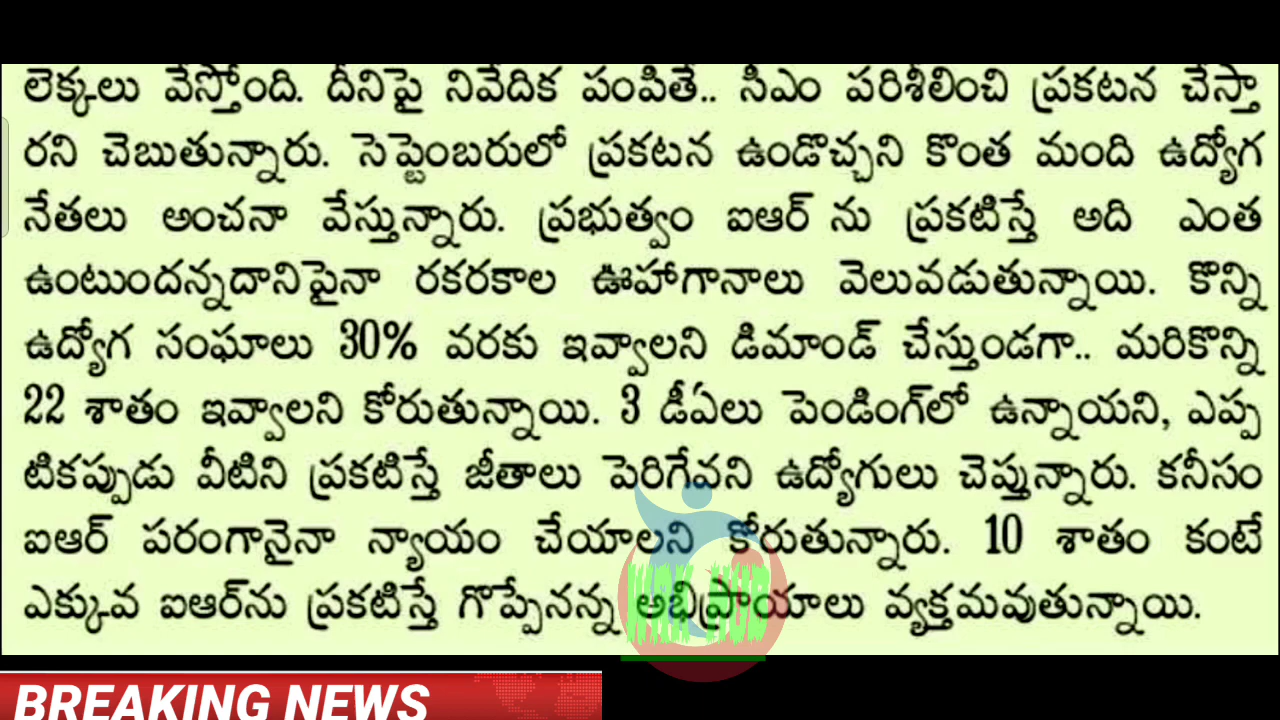 లెక్కలు వేస్తోంది. దీనిపై నివేదిక పంపితే.. సీఎం పరిశీలించి ప్రకటన చేస్తా
రని చెబుతున్నారు. సెప్టెంబరులో ప్రకటన ఉండొచ్చని కొంత మంది ఉద్యోగ
నేతలు అంచనా వేస్తున్నారు. ప్రభుత్వం ఐఆర్ ను ప్రకటిస్తే అది ఎంత
ఉంటుందన్నదానిపైనా రకరకాల ఊహాగానాలు వెలువడుతున్నాయి. కొన్ని
ఉద్యోగ సంఘాలు 30% వరకు ఇవ్వాలని డిమాండ్ చేస్తుండగా.. మరికొన్ని
22 శాతం ఇవ్వాలని కోరుతున్నాయి. 3 డీఏలు పెండింగ్‌లో ఉన్నాయని, ఎప్ప
టికప్పుడు వీటిని ప్రకటిస్తే జీతాలు పెరిగేవని ఉద్యోగులు చెప్తున్నారు. కనీసం
ఐఆర్ పరంగానైనా న్యాయం చేయాలని కోరుతున్నారు. 10 శాతం కంటే
ఎక్కువ ఐఆర్‌ను ప్రకటిస్తే గొప్పేనన్న అభిప్రాయాలు వ్యక్తమవుతున్నాయి.
BREAKING NEWS